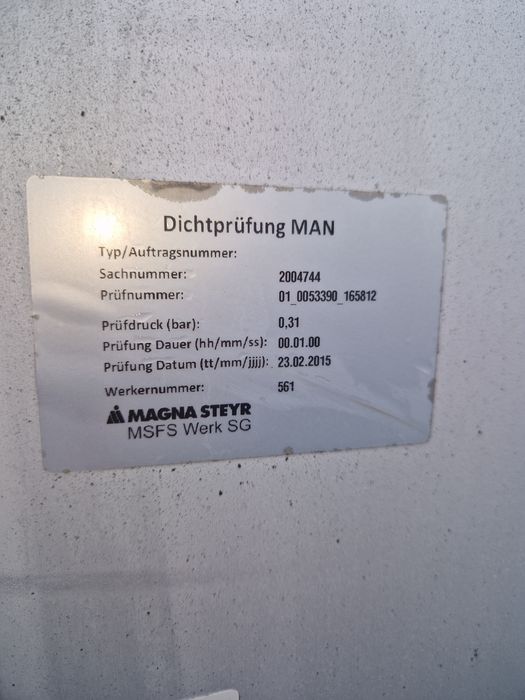 Dichtprüfung MAN
Typ/Auftragsnummer:
Sachnummer: 2004744
Prüfnummer: 01_0053390_165812
Prüfdruck (bar): 0,31
Prüfung Dauer (hh/mm/ss): 00.01.00
Prüfung Datum (tt/mm/jjjj): 23.02.2015
Werkernummer: 561
MAGNA STEYR
MSFS Werk SG